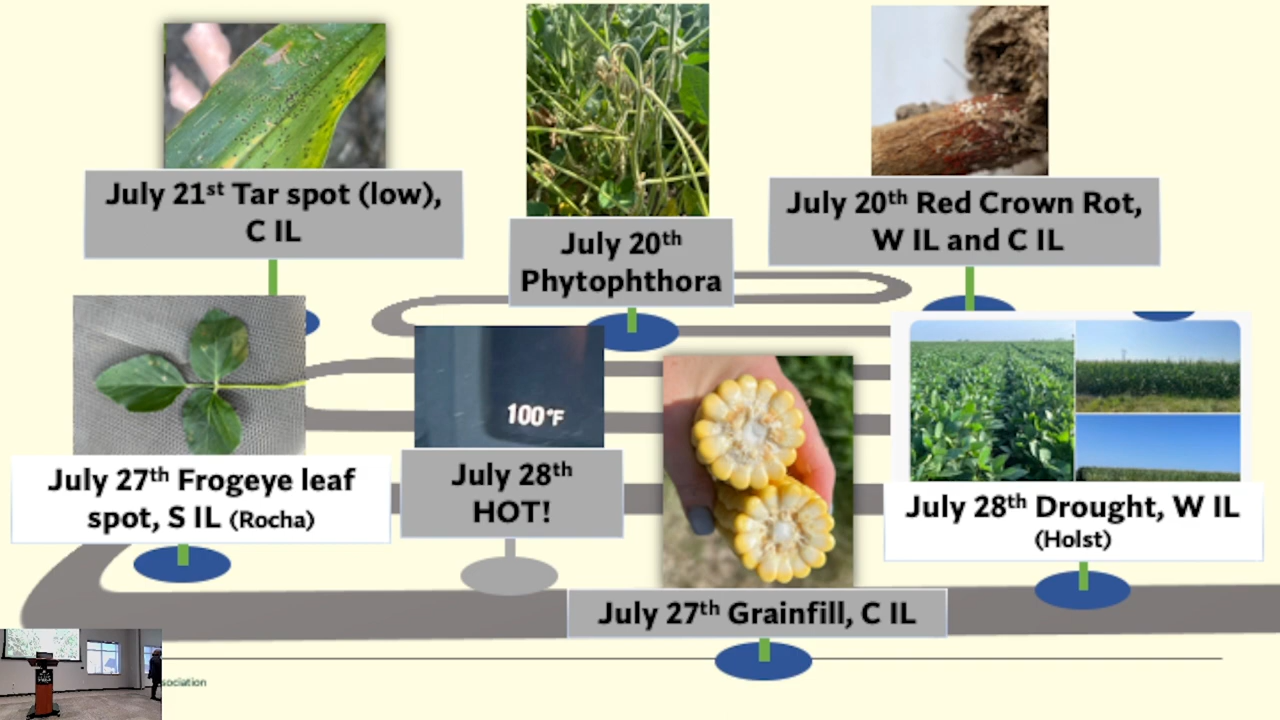 July 21st Tar spot (low),
C IL
July 20th
Phytophthora
July 20th Red Crown Rot,
W IL and C IL
100°F
July 27th Frogeye leaf
spot, S IL (Rocha)
July 28th
HOT!
July 28th Drought, W IL
(Holst)
July 27th Grainfill, C IL
sociation